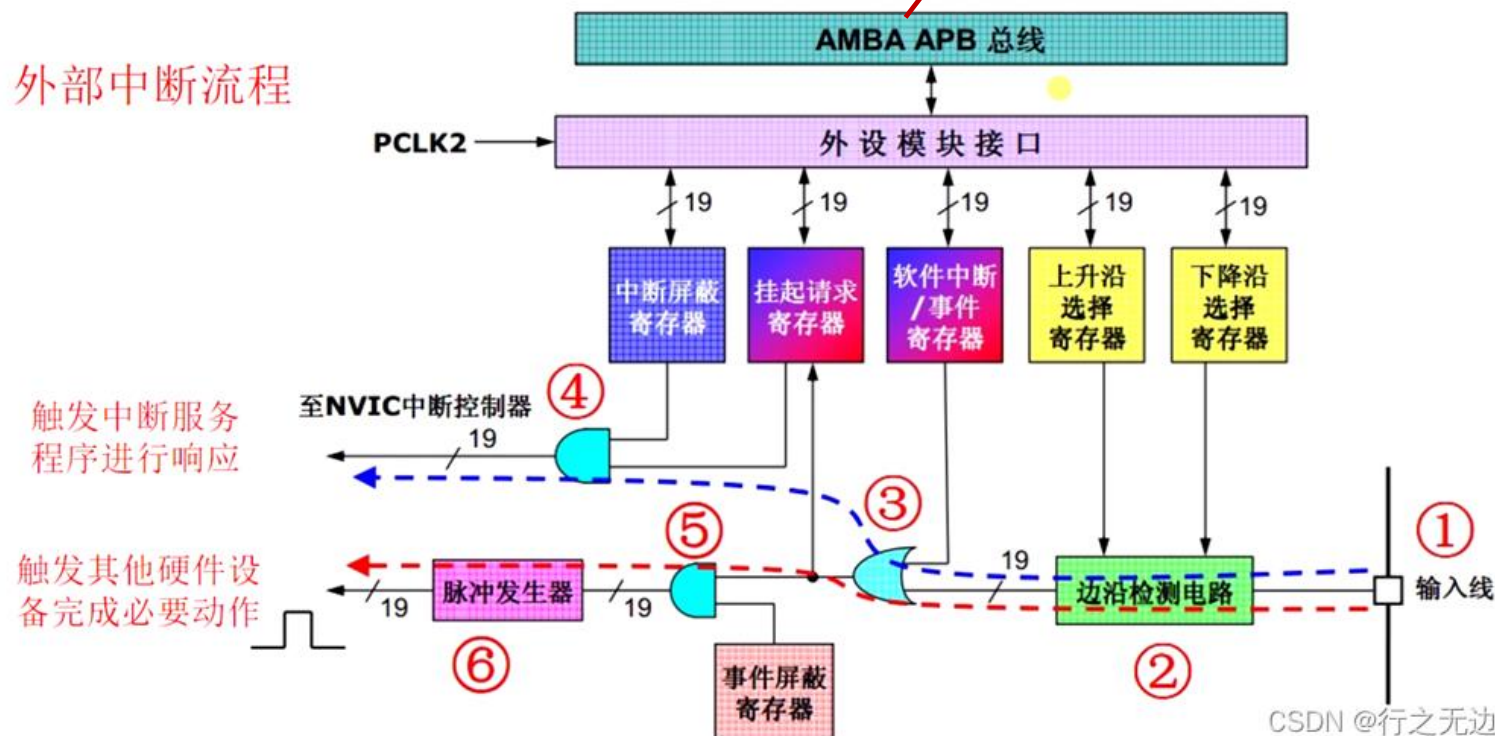 AMBA APB 总线
外部中断流程
PCLK2
外设模块接口
19
19
19
19
19
中断屏蔽
寄存器
挂起请求
寄存器
软件中断
/事件
寄存器
上升沿
选择
寄存器
下降沿
选择
寄存器
④
至NVIC中断控制器
触发中断服务
程序进行响应
19
③
①
⑤
触发其他硬件设
备完成必要动作
19
脉冲发生器
19
19
边沿检测电路
输入线
⑥
②
事件屏蔽
寄存器
CSDN @行之无边